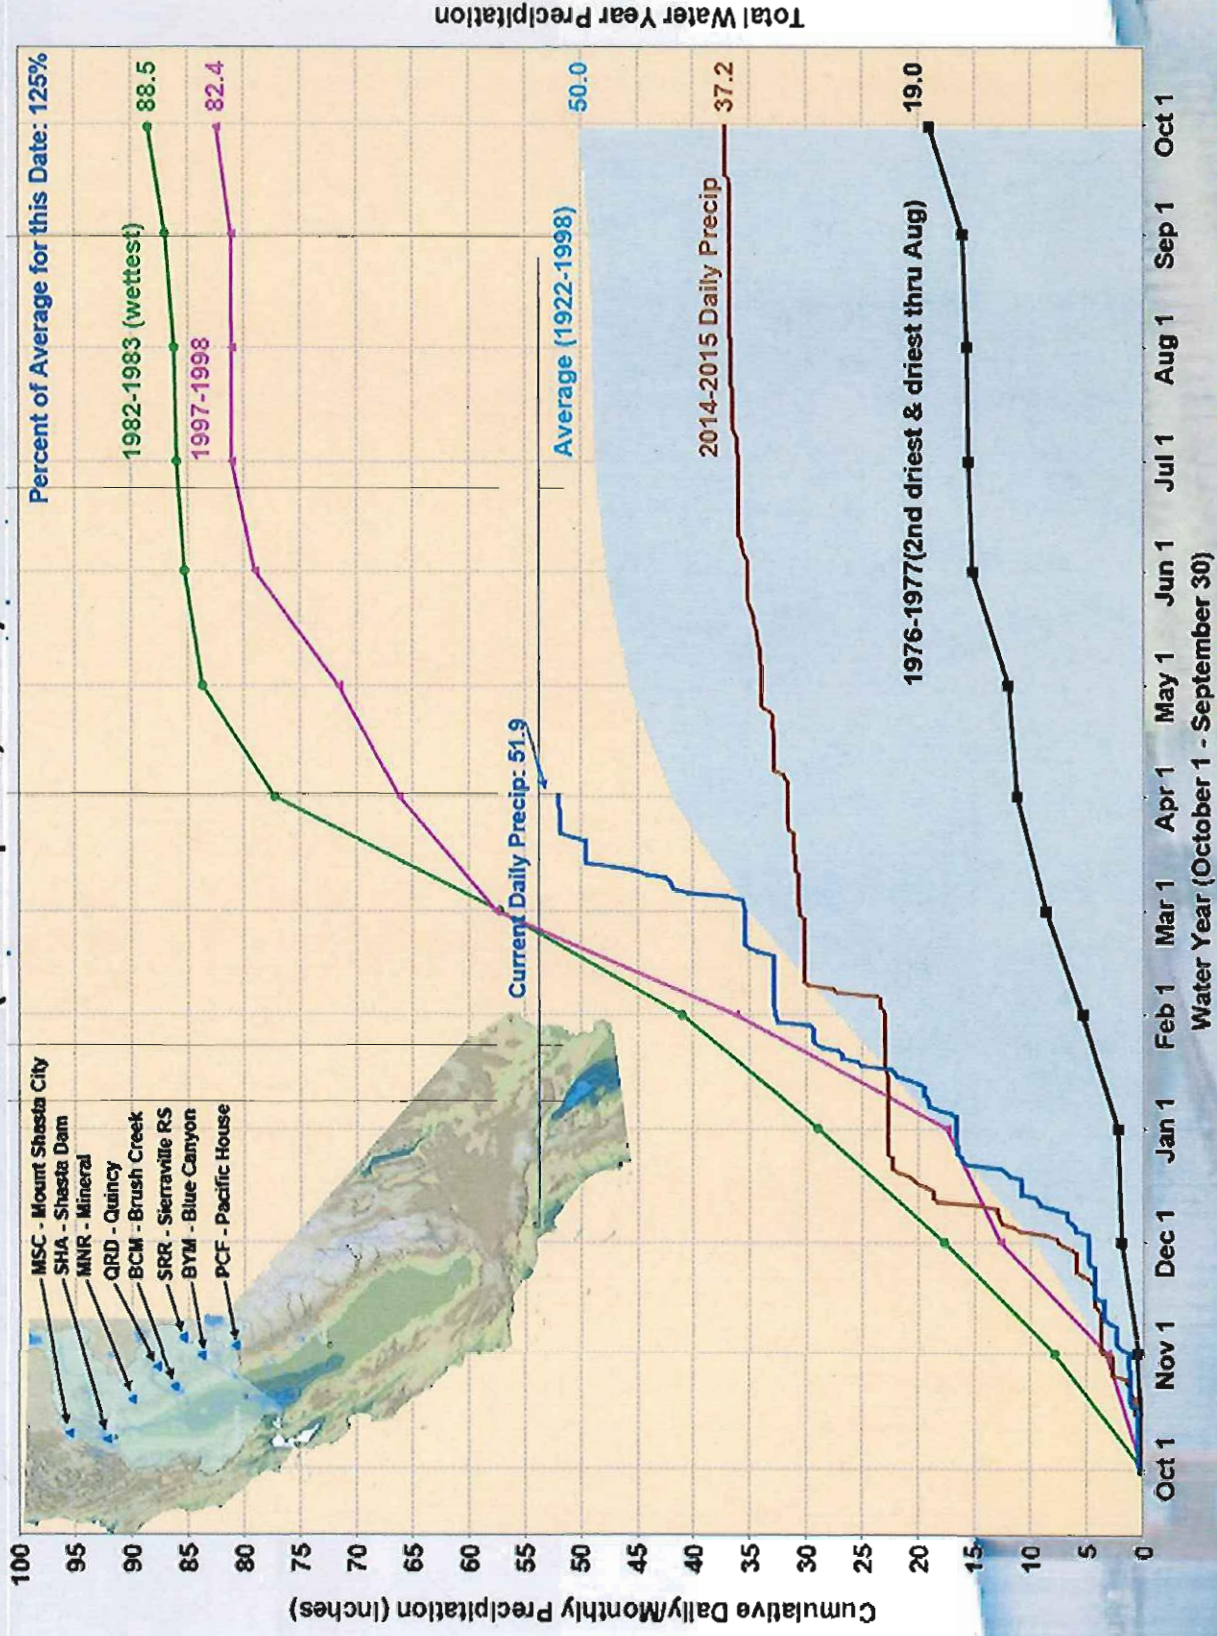 Percent of Average for this Date: 125%
MSC - Mount Shasta City
SHA - Shasta Dam
MNR - Mineral
QRD - Quincy
BCM - Brush Creek
SRR - Sierraville RS
BYM - Blue Canyon
PCF - Pacific House
1982-1983 (wettest)
88.5
1997-1998
82.4
Current Daily Precip: 51.9
Average (1922-1998)
50.0
2014-2015 Daily Precip
37.2
1976-1977(2nd driest & driest thru Aug)
19.0
Cumulative Daily/Monthly Precipitation (inches)
100
95
90
85
80
75
70
65
60
55
50
45
40
35
30
25
20
15
10
5
0
Total Water Year Precipitation
Oct 1 Nov 1 Dec 1 Jan 1 Feb 1 Mar 1 Apr 1 May 1 Jun 1 Jul 1 Aug 1 Sep 1 Oct 1
Water Year (October 1 - September 30)